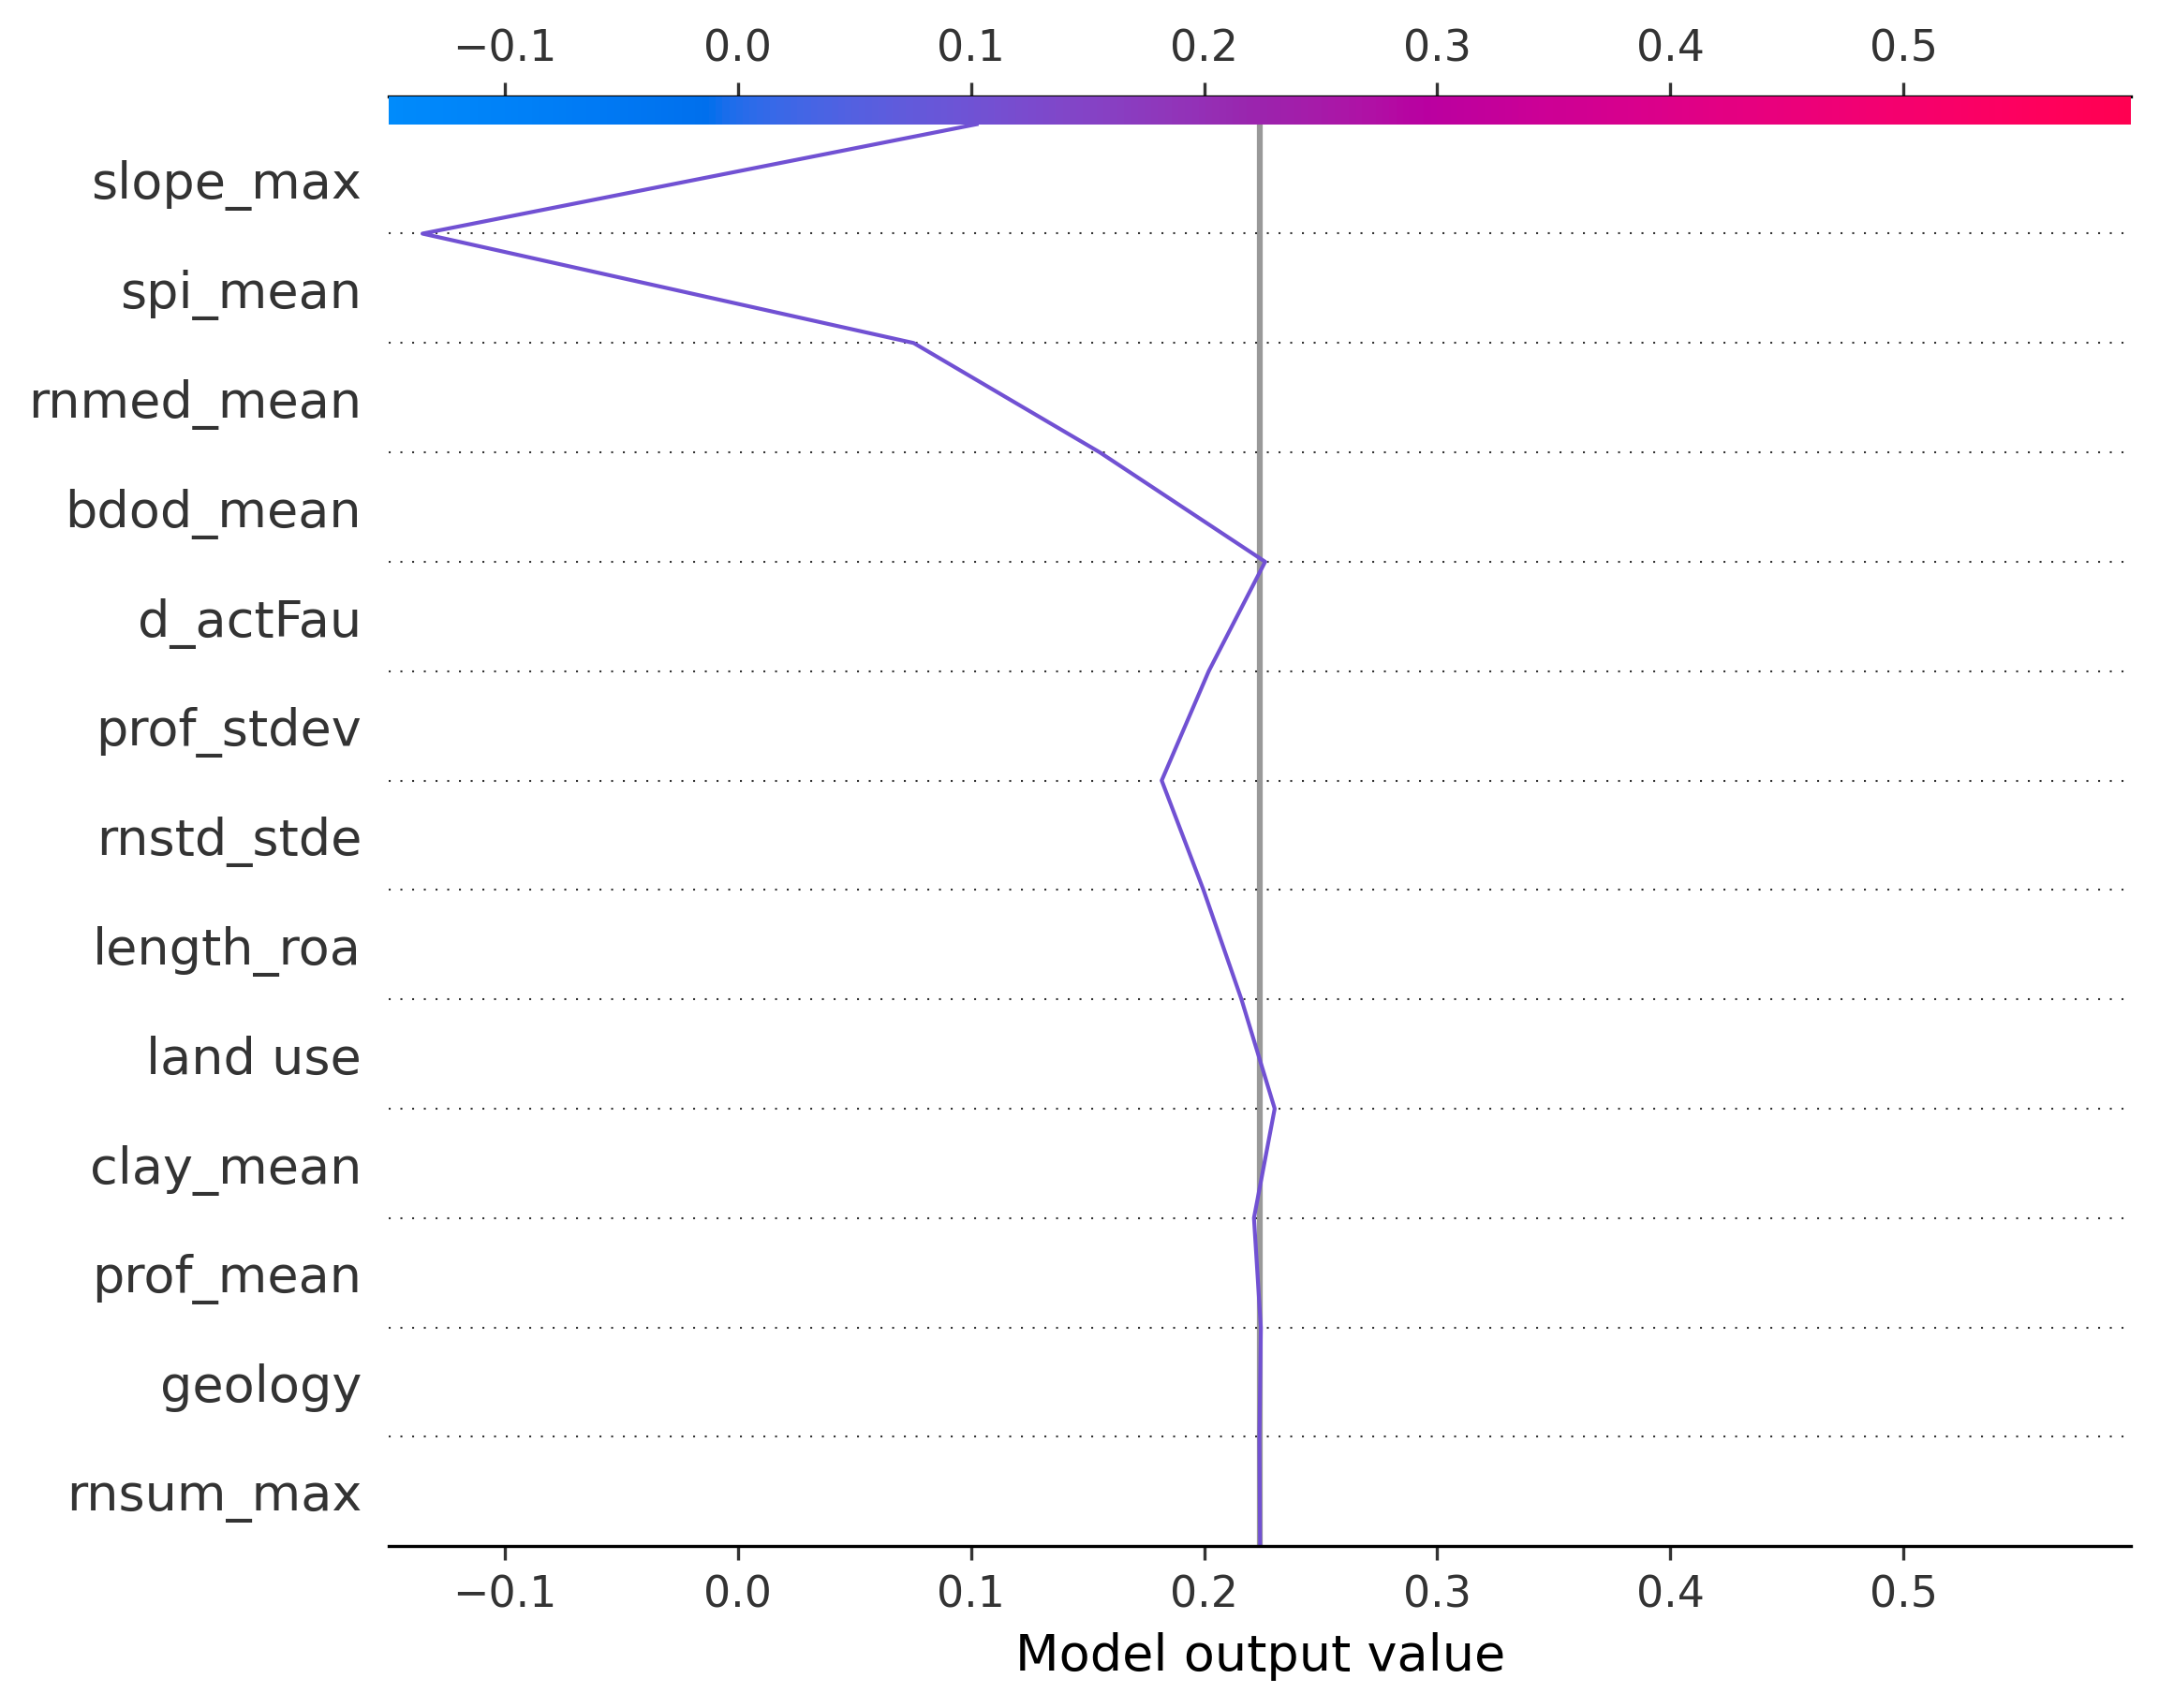 −0.1 0.0 0.1 0.2 0.3 0.4 0.5
slope_max
spi_mean
rnmed_mean
bdod_mean
d_actFau
prof_stdev
rnstd_stde
length_roa
land use
clay_mean
prof_mean
geology
rnsum_max
−0.1 0.0 0.1 0.2 0.3 0.4 0.5
Model output value